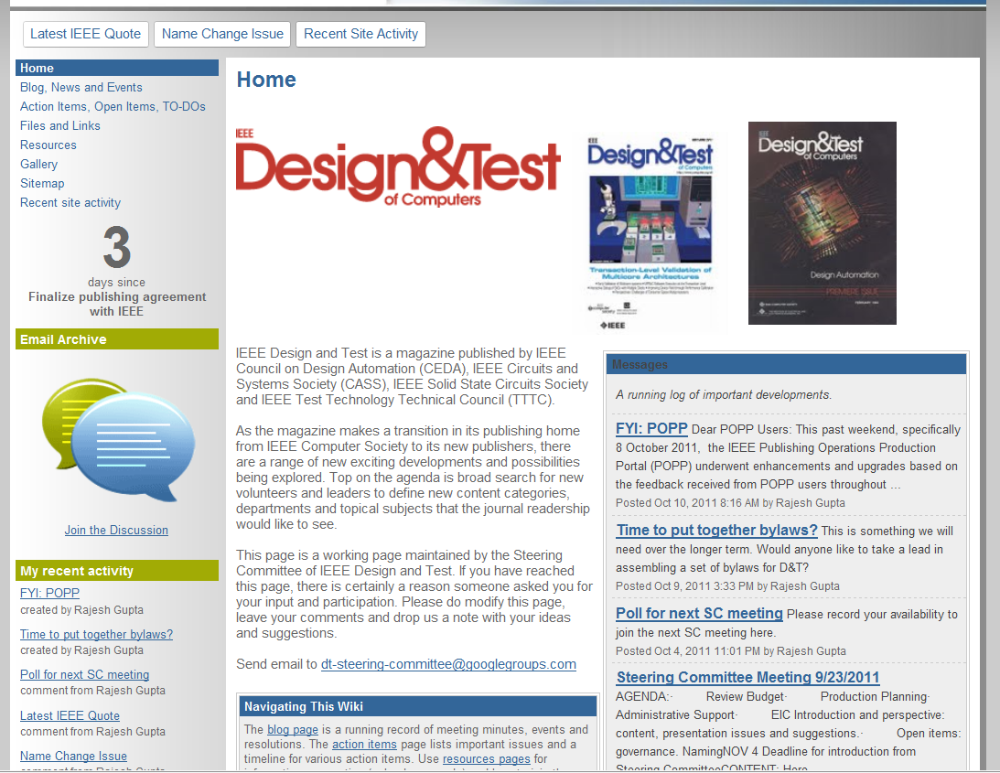 Latest IEEE Quote
Name Change Issue
Recent Site Activity
Home
Blog, News and Events
Action Items, Open Items, TO-DOs
Files and Links
Resources
Gallery
Sitemap
Recent site activity
3
days since
Finalize publishing agreement
with IEEE
Email Archive
Join the Discussion
My recent activity
FYI: POPP
created by Rajesh Gupta
Time to put together bylaws?
created by Rajesh Gupta
Poll for next SC meeting
comment from Rajesh Gupta
Latest IEEE Quote
comment from Rajesh Gupta
Name Change Issue
comment from Rajesh Gupta
Home
IEEE
Design&Test
of Computers
IEEE
Design&Test
of Computers
Transaction-Level Validation of
Multicore Architectures
IEEE
IEEE
Design&Test
of Computers
Design Automation
PREMIERE ISSUE
IEEE Design and Test is a magazine published by IEEE
Council on Design Automation (CEDA), IEEE Circuits and
Systems Society (CASS), IEEE Solid State Circuits Society
and IEEE Test Technology Technical Council (TTTC).
As the magazine makes a transition in its publishing home
from IEEE Computer Society to its new publishers, there
are a range of new exciting developments and possibilities
being explored. Top on the agenda is broad search for new
volunteers and leaders to define new content categories,
departments and topical subjects that the journal readership
would like to see.
This page is a working page maintained by the Steering
Committee of IEEE Design and Test. If you have reached
this page, there is certainly a reason someone asked you for
your input and participation. Please do modify this page,
leave your comments and drop us a note with your ideas
and suggestions.
Send email to dt-steering-committee@googlegroups.com
Navigating This Wiki
The blog page is a running record of meeting minutes, events and
resolutions. The action items page lists important issues and a
timeline for various action items. Use resources pages for
Messages
A running log of important developments.
FYI: POPP Dear POPP Users: This past weekend, specifically
8 October 2011, the IEEE Publishing Operations Production
Portal (POPP) underwent enhancements and upgrades based on
the feedback received from POPP users throughout ...
Posted Oct 10, 2011 8:16 AM by Rajesh Gupta
Time to put together bylaws? This is something we will
need over the longer term. Would anyone like to take a lead in
assembling a set of bylaws for D&T?
Posted Oct 9, 2011 3:33 PM by Rajesh Gupta
Poll for next SC meeting Please record your availability to
join the next SC meeting here.
Posted Oct 4, 2011 11:01 PM by Rajesh Gupta
Steering Committee Meeting 9/23/2011
AGENDA:· Review Budget· Production Planning·
Administrative Support· EIC Introduction and perspective:
content, presentation issues and suggestions.· Open items:
governance. NamingNOV 4 Deadline for introduction from
Steering CommitteeCONTENT: Here